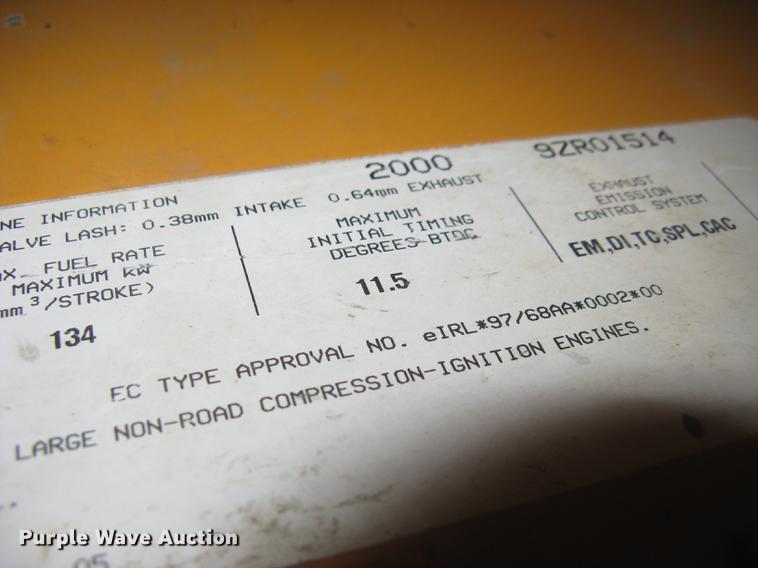 2000 9ZR01514
NE INFORMATION
ALVE LASH: 0.38mm INTAKE 0.64mm EXHAUST
X. FUEL RATE
MAXIMUM kW
mm³/STROKE)
134
MAXIMUM
INITIAL TIMING
DEGREES BTDC
11.5
EXHAUST
EMISSION
CONTROL SYSTEM
EM,DI,TC,SPL,CAC
EC TYPE APPROVAL NO. eIRL*97/68AA*0002*00
LARGE NON-ROAD COMPRESSION-IGNITION ENGINES.
05
Purple Wave Auction